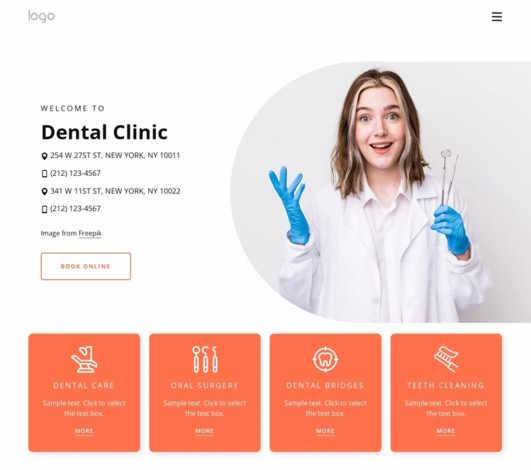 logo
WELCOME TO
Dental Clinic
254 W 27ST ST, NEW YORK, NY 10011
(212) 123-4567
341 W 11ST ST, NEW YORK, NY 10022
(212) 123-4567
Image from Freepik
BOOK ONLINE
DENTAL CARE
Sample text. Click to select
the text box.
MORE
ORAL SURGERY
Sample text. Click to select
the text box.
MORE
DENTAL BRIDGES
Sample text. Click to select
the text box.
MORE
TEETH CLEANING
Sample text. Click to select
the text box.
MORE